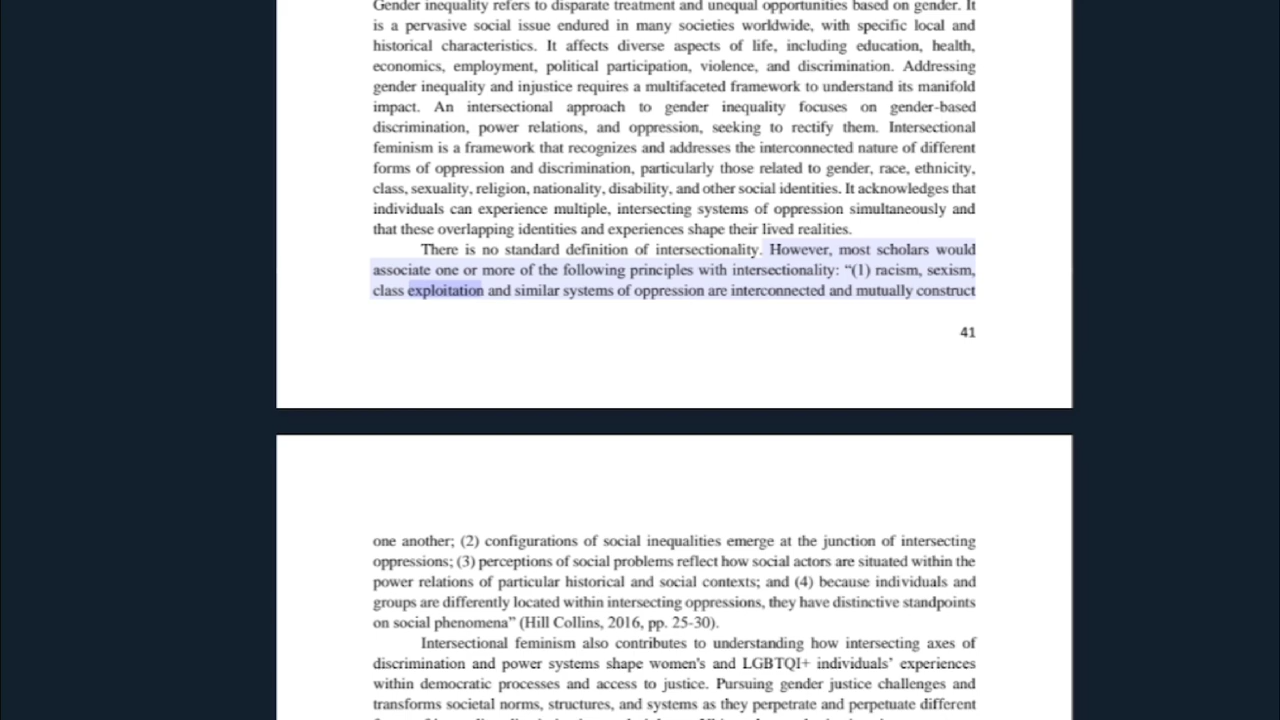 Gender inequality refers to disparate treatment and unequal opportunities based on gender. It
is a pervasive social issue endured in many societies worldwide, with specific local and
historical characteristics. It affects diverse aspects of life, including education, health,
economics, employment, political participation, violence, and discrimination. Addressing
gender inequality and injustice requires a multifaceted framework to understand its manifold
impact. An intersectional approach to gender inequality focuses on gender-based
discrimination, power relations, and oppression, seeking to rectify them. Intersectional
feminism is a framework that recognizes and addresses the interconnected nature of different
forms of oppression and discrimination, particularly those related to gender, race, ethnicity,
class, sexuality, religion, nationality, disability, and other social identities. It acknowledges that
individuals can experience multiple, intersecting systems of oppression simultaneously and
that these overlapping identities and experiences shape their lived realities.
There is no standard definition of intersectionality. However, most scholars would
associate one or more of the following principles with intersectionality: “(1) racism, sexism,
class exploitation and similar systems of oppression are interconnected and mutually construct
41
one another; (2) configurations of social inequalities emerge at the junction of intersecting
oppressions; (3) perceptions of social problems reflect how social actors are situated within the
power relations of particular historical and social contexts; and (4) because individuals and
groups are differently located within intersecting oppressions, they have distinctive standpoints
on social phenomena” (Hill Collins, 2016, pp. 25-30).
Intersectional feminism also contributes to understanding how intersecting axes of
discrimination and power systems shape women's and LGBTQI+ individuals’ experiences
within democratic processes and access to justice. Pursuing gender justice challenges and
transforms societal norms, structures, and systems as they perpetrate and perpetuate different